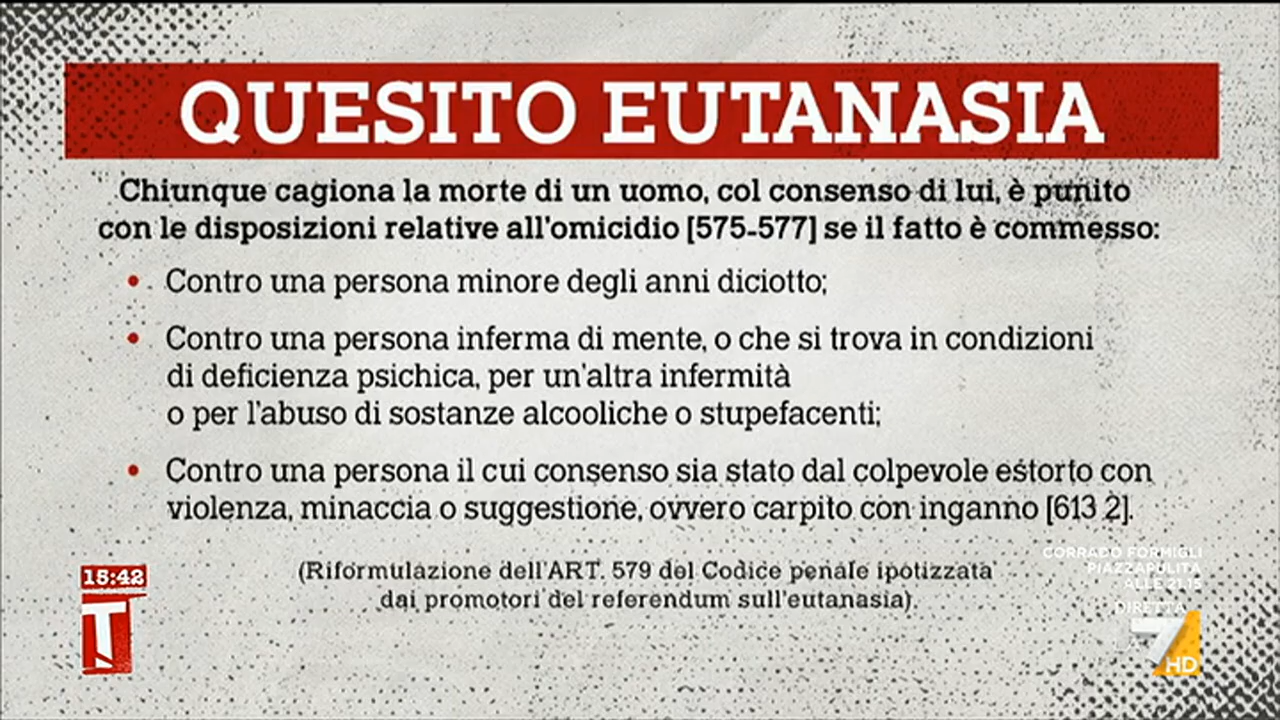 QUESITO EUTANASIA
Chiunque cagiona la morte di un uomo, col consenso di lui, è punito
con le disposizioni relative all'omicidio [575-577] se il fatto è commesso:
• Contro una persona minore degli anni diciotto;
• Contro una persona inferma di mente, o che si trova in condizioni
di deficienza psichica, per un'altra infermità
o per l'abuso di sostanze alcooliche o stupefacenti;
• Contro una persona il cui consenso sia stato dal colpevole estorto con
violenza, minaccia o suggestione, ovvero carpito con inganno [613 2].
(Riformulazione dell'ART. 579 del Codice penale ipotizzata
dai promotori del referendum sull'eutanasia).
15:42
T
CORRADO FORMIGLI
PIAZZAPULITA
ALLE 21.15
DIRETTA
7
HD